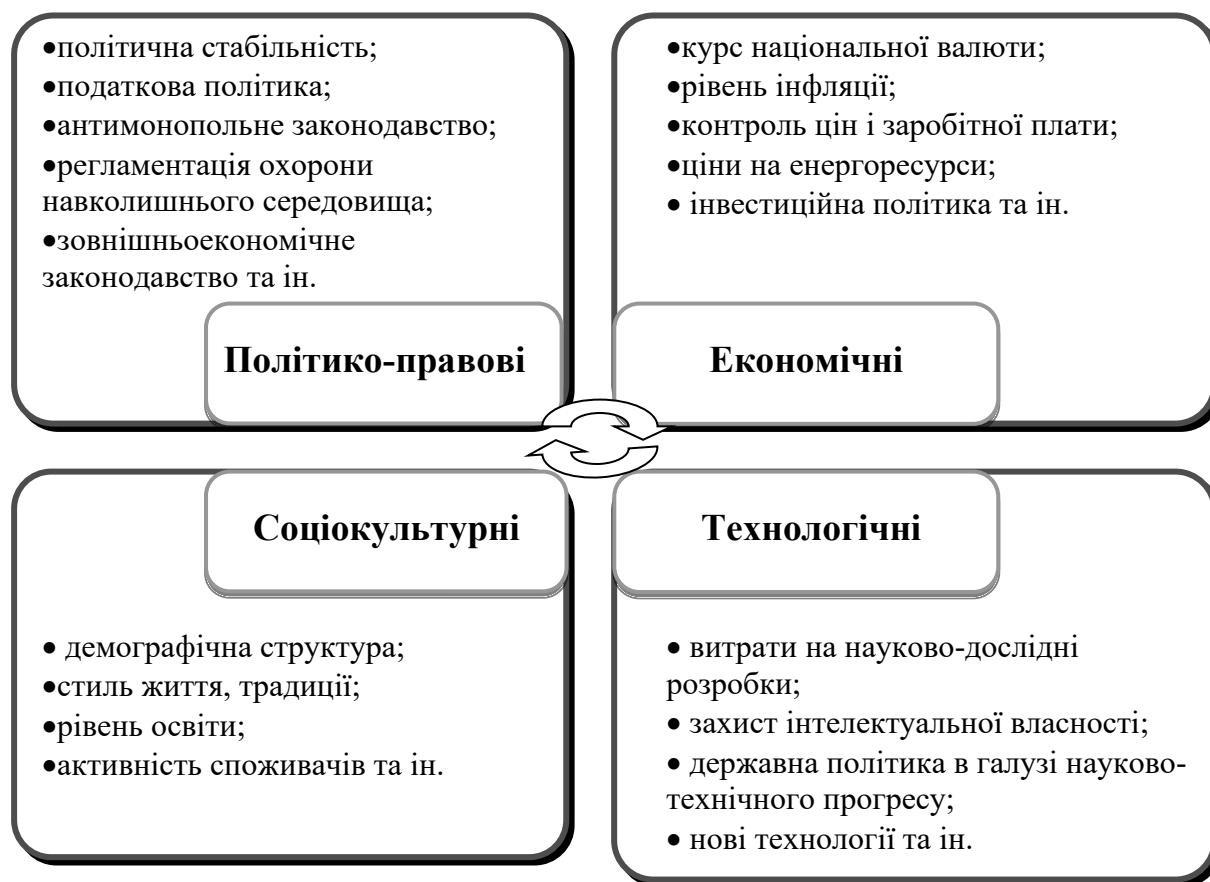 •політична стабільність;
•податкова політика;
•антимонопольне законодавство;
•регламентація охорони
навколишнього середовища;
•зовнішньоекономічне
законодавство та ін.
Політико-правові
•курс національної валюти;
•рівень інфляції;
•контроль цін і заробітної плати;
•ціни на енергоресурси;
• інвестиційна політика та ін.
Економічні
Соціокультурні
• демографічна структура;
•стиль життя, традиції;
•рівень освіти;
•активність споживачів та ін.
Технологічні
• витрати на науково-дослідні
розробки;
• захист інтелектуальної власності;
• державна політика в галузі науково-
технічного прогресу;
• нові технології та ін.